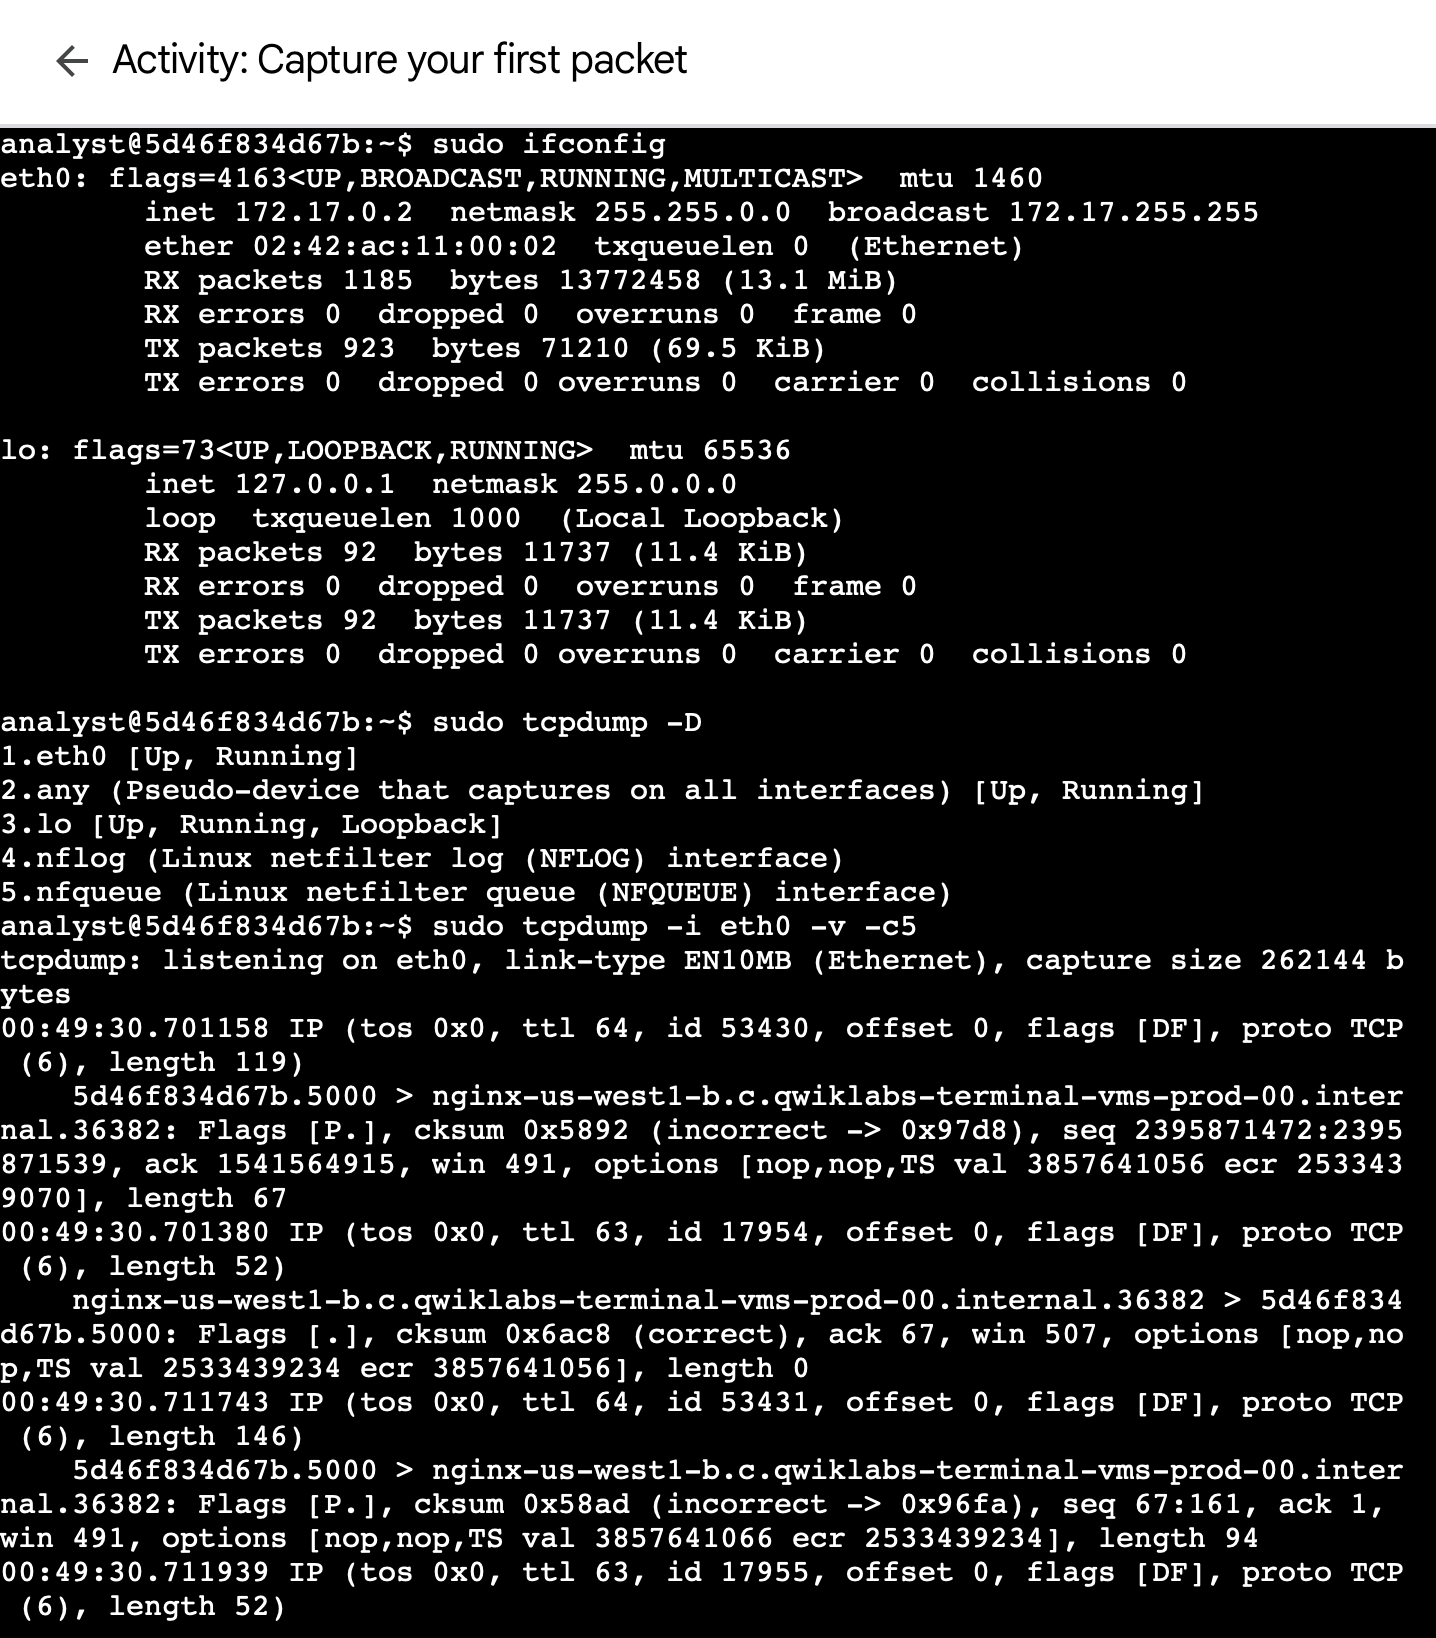 Activity: Capture your first packet
analyst@5d46f834d67b:~$ sudo ifconfig
eth0: flags=4163<UP,BROADCAST,RUNNING,MULTICAST>  mtu 1460
        inet 172.17.0.2  netmask 255.255.0.0  broadcast 172.17.255.255
        ether 02:42:ac:11:00:02  txqueuelen 0  (Ethernet)
        RX packets 1185  bytes 13772458 (13.1 MiB)
        RX errors 0  dropped 0  overruns 0  frame 0
        TX packets 923  bytes 71210 (69.5 KiB)
        TX errors 0  dropped 0 overruns 0  carrier 0  collisions 0

lo: flags=73<UP,LOOPBACK,RUNNING>  mtu 65536
        inet 127.0.0.1  netmask 255.0.0.0
        loop  txqueuelen 1000  (Local Loopback)
        RX packets 92  bytes 11737 (11.4 KiB)
        RX errors 0  dropped 0  overruns 0  frame 0
        TX packets 92  bytes 11737 (11.4 KiB)
        TX errors 0  dropped 0 overruns 0  carrier 0  collisions 0

analyst@5d46f834d67b:~$ sudo tcpdump -D
1.eth0 [Up, Running]
2.any (Pseudo-device that captures on all interfaces) [Up, Running]
3.lo [Up, Running, Loopback]
4.nflog (Linux netfilter log (NFLOG) interface)
5.nfqueue (Linux netfilter queue (NFQUEUE) interface)
analyst@5d46f834d67b:~$ sudo tcpdump -i eth0 -v -c5
tcpdump: listening on eth0, link-type EN10MB (Ethernet), capture size 262144 b
ytes
00:49:30.701158 IP (tos 0x0, ttl 64, id 53430, offset 0, flags [DF], proto TCP
 (6), length 119)
    5d46f834d67b.5000 > nginx-us-west1-b.c.qwiklabs-terminal-vms-prod-00.inter
nal.36382: Flags [P.], cksum 0x5892 (incorrect -> 0x97d8), seq 2395871472:2395
871539, ack 1541564915, win 491, options [nop,nop,TS val 3857641056 ecr 253343
9070], length 67
00:49:30.701380 IP (tos 0x0, ttl 63, id 17954, offset 0, flags [DF], proto TCP
 (6), length 52)
    nginx-us-west1-b.c.qwiklabs-terminal-vms-prod-00.internal.36382 > 5d46f834
d67b.5000: Flags [.], cksum 0x6ac8 (correct), ack 67, win 507, options [nop,no
p,TS val 2533439234 ecr 3857641056], length 0
00:49:30.711743 IP (tos 0x0, ttl 64, id 53431, offset 0, flags [DF], proto TCP
 (6), length 146)
    5d46f834d67b.5000 > nginx-us-west1-b.c.qwiklabs-terminal-vms-prod-00.inter
nal.36382: Flags [P.], cksum 0x58ad (incorrect -> 0x96fa), seq 67:161, ack 1,
win 491, options [nop,nop,TS val 3857641066 ecr 2533439234], length 94
00:49:30.711939 IP (tos 0x0, ttl 63, id 17955, offset 0, flags [DF], proto TCP
 (6), length 52)